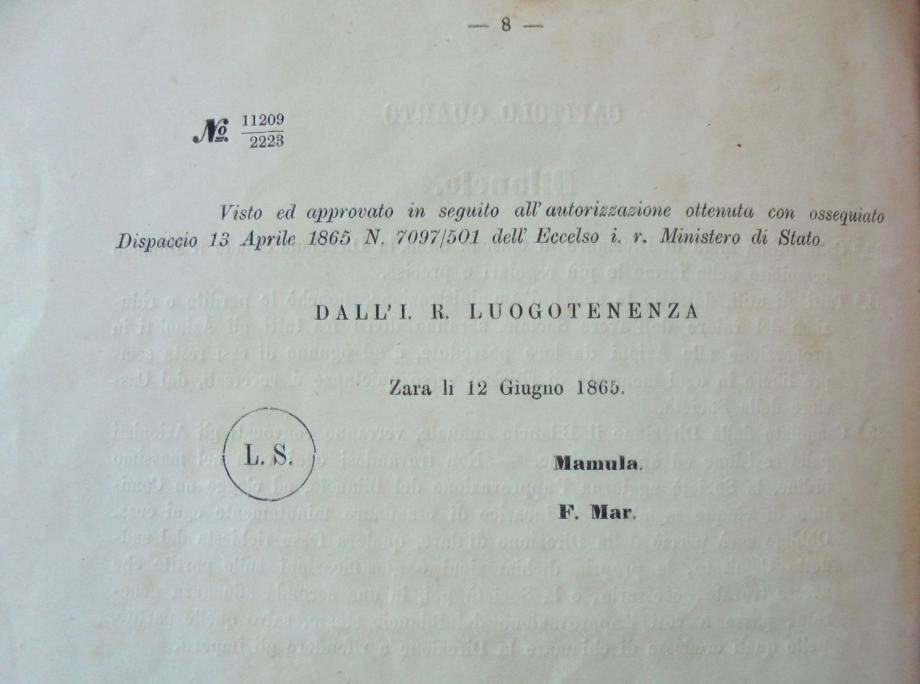 — 8 —
№ 11209
2223
Visto ed approvato in seguito all' autorizzazione ottenuta con ossequiato
Dispaccio 13 Aprile 1865 N. 7097/501 dell' Eccelso i. r. Ministero di Stato.
DALL' I. R. LUOGOTENENZA
Zara li 12 Giugno 1865.
L. S.
Mamula.
F. Mar.